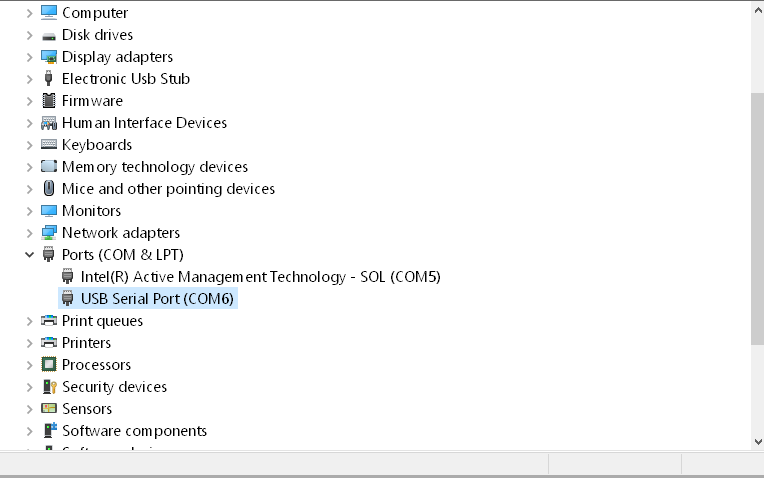 Computer
Disk drives
Display adapters
Electronic Usb Stub
Firmware
Human Interface Devices
Keyboards
Memory technology devices
Mice and other pointing devices
Monitors
Network adapters
Ports (COM & LPT)
Intel(R) Active Management Technology - SOL (COM5)
USB Serial Port (COM6)
Print queues
Printers
Processors
Security devices
Sensors
Software components